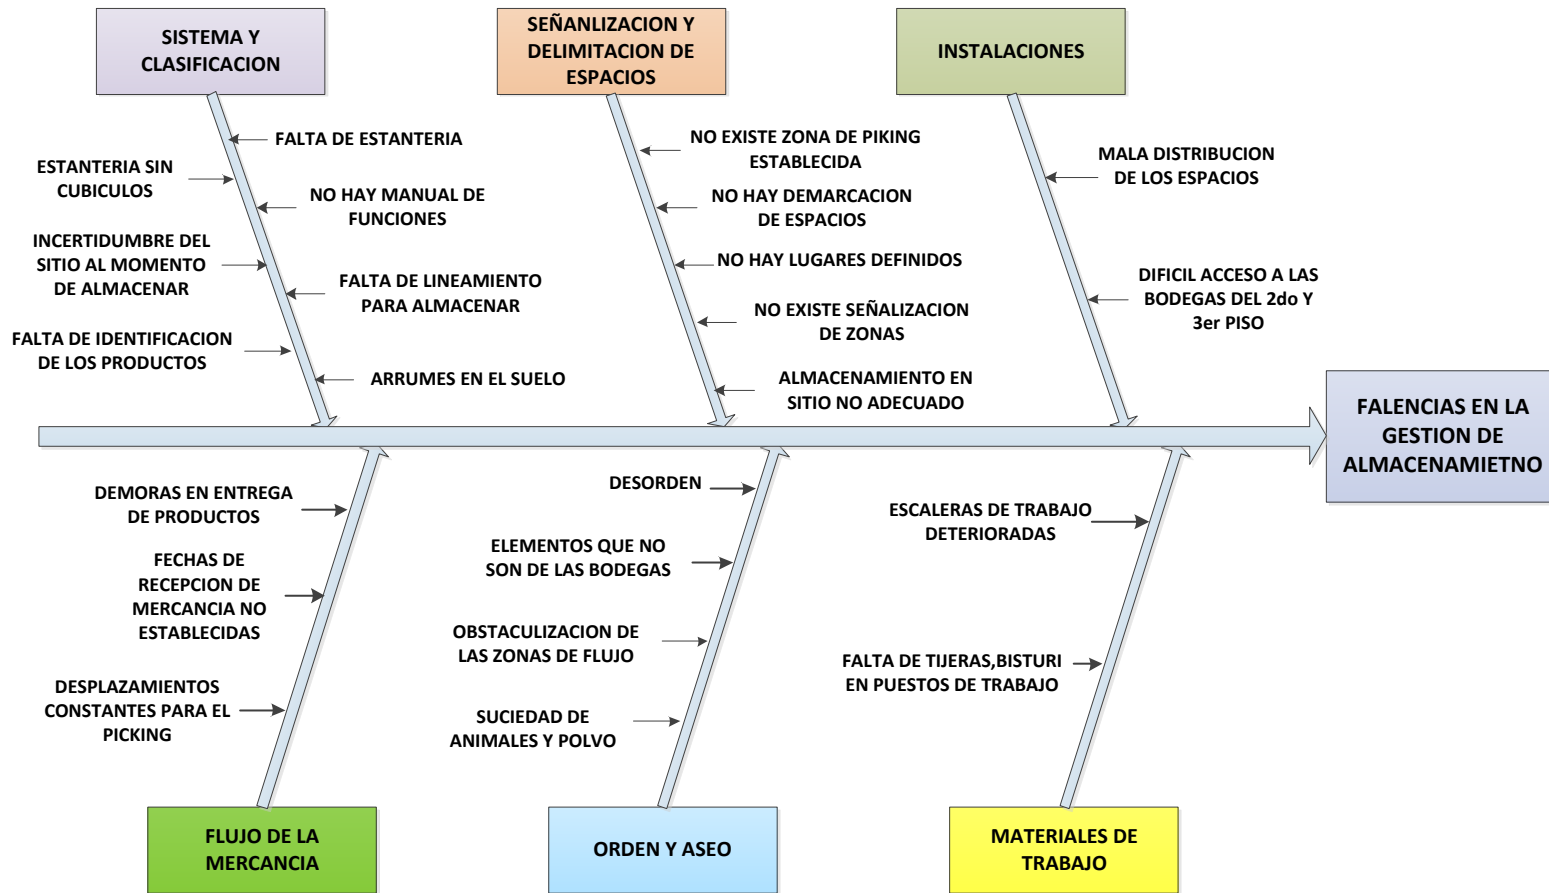 SISTEMA Y
CLASIFICACION
SEÑANLIZACION Y
DELIMITACION DE
ESPACIOS
INSTALACIONES
FALTA DE ESTANTERIA
ESTANTERIA SIN
CUBICULOS
NO HAY MANUAL DE
FUNCIONES
INCERTIDUMBRE DEL
SITIO AL MOMENTO
DE ALMACENAR
FALTA DE LINEAMIENTO
PARA ALMACENAR
FALTA DE IDENTIFICACION
DE LOS PRODUCTOS
ARRUMES EN EL SUELO
NO EXISTE ZONA DE PIKING
ESTABLECIDA
NO HAY DEMARCACION
DE ESPACIOS
NO HAY LUGARES DEFINIDOS
NO EXISTE SEÑALIZACION
DE ZONAS
ALMACENAMIENTO EN
SITIO NO ADECUADO
MALA DISTRIBUCION
DE LOS ESPACIOS
DIFICIL ACCESO A LAS
BODEGAS DEL 2do Y
3er PISO
FALENCIAS EN LA
GESTION DE
ALMACENAMIETNO
DEMORAS EN ENTREGA
DE PRODUCTOS
FECHAS DE
RECEPCION DE
MERCANCIA NO
ESTABLECIDAS
DESPLAZAMIENTOS
CONSTANTES PARA EL
PICKING
DESORDEN
ELEMENTOS QUE NO
SON DE LAS BODEGAS
OBSTACULIZACION DE
LAS ZONAS DE FLUJO
SUCIEDAD DE
ANIMALES Y POLVO
ESCALERAS DE TRABAJO
DETERIORADAS
FALTA DE TIJERAS,BISTURI
EN PUESTOS DE TRABAJO
FLUJO DE LA
MERCANCIA
ORDEN Y ASEO
MATERIALES DE
TRABAJO